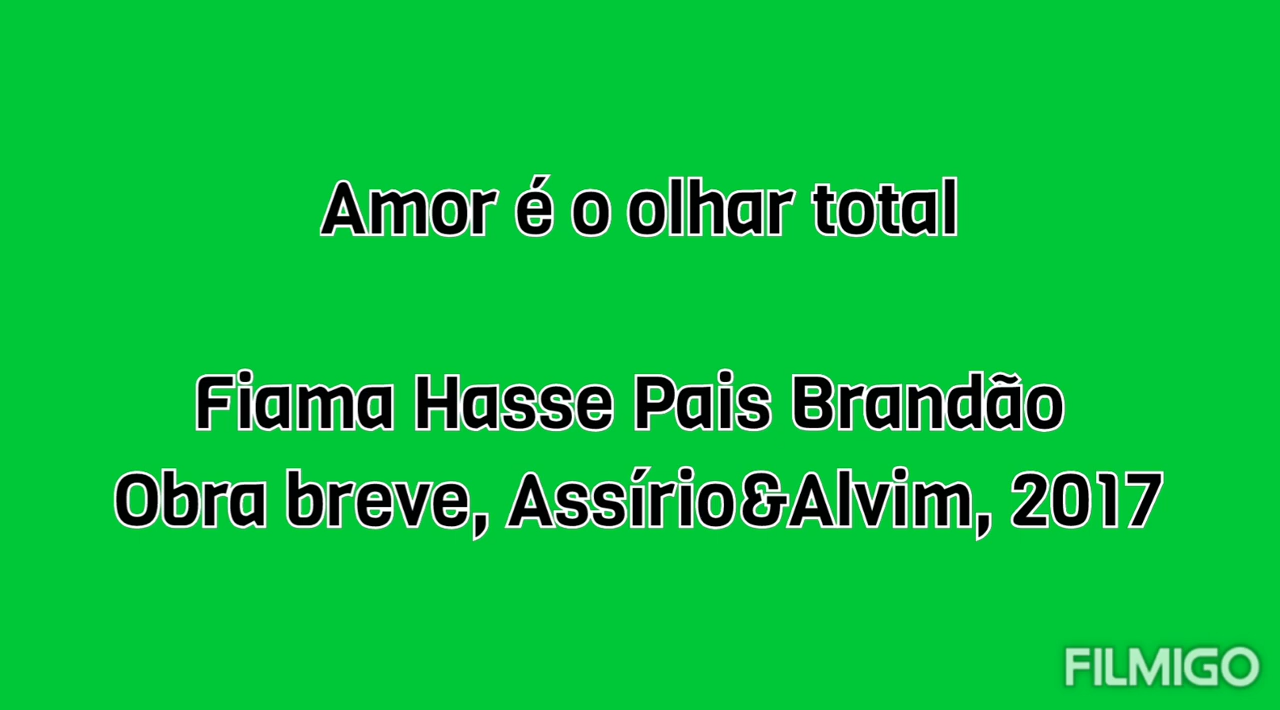 Amor é o olhar total
Fiama Hasse Pais Brandão
Obra breve, Assírio&Alvim, 2017
FILMIGO